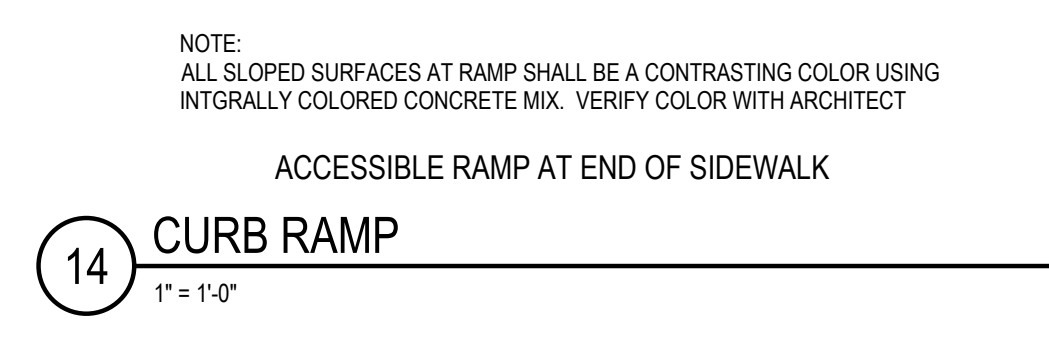 NOTE:
ALL SLOPED SURFACES AT RAMP SHALL BE A CONTRASTING COLOR USING
INTGRALLY COLORED CONCRETE MIX. VERIFY COLOR WITH ARCHITECT
ACCESSIBLE RAMP AT END OF SIDEWALK
14 CURB RAMP
1" = 1'-0"